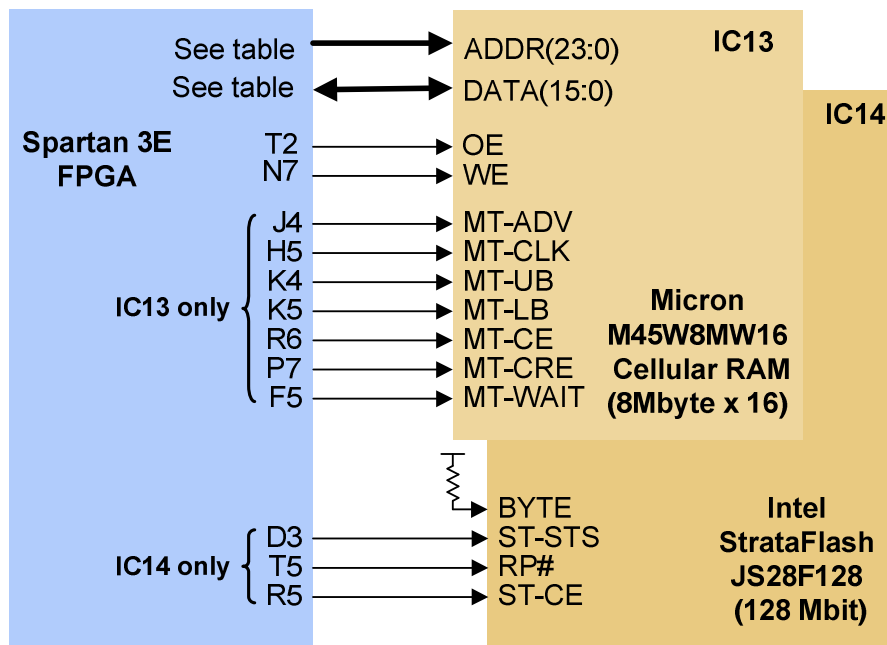 See table
ADDR(23:0)
IC13
See table
DATA(15:0)
IC14
Spartan 3E
FPGA
T2
OE
N7
WE
J4
MT-ADV
H5
MT-CLK
K4
MT-UB
K5
MT-LB
R6
MT-CE
P7
MT-CRE
F5
MT-WAIT
IC13 only
Micron
M45W8MW16
Cellular RAM
(8Mbyte x 16)
BYTE
D3
ST-STS
T5
RP#
R5
ST-CE
IC14 only
Intel
StrataFlash
JS28F128
(128 Mbit)